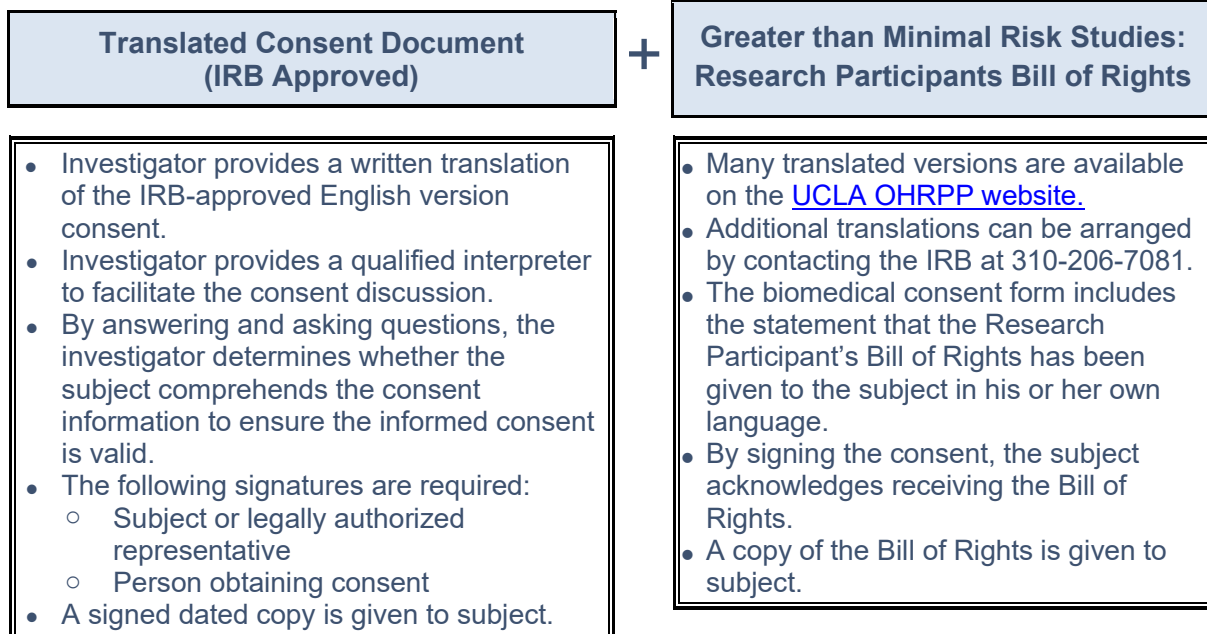 Translated Consent Document
(IRB Approved)
+
Greater than Minimal Risk Studies:
Research Participants Bill of Rights
• Investigator provides a written translation
of the IRB-approved English version
consent.
• Investigator provides a qualified interpreter
to facilitate the consent discussion.
• By answering and asking questions, the
investigator determines whether the
subject comprehends the consent
information to ensure the informed consent
is valid.
• The following signatures are required:
○ Subject or legally authorized
representative
○ Person obtaining consent
• A signed dated copy is given to subject.
• Many translated versions are available
on the UCLA OHRPP website.
• Additional translations can be arranged
by contacting the IRB at 310-206-7081.
• The biomedical consent form includes
the statement that the Research
Participant’s Bill of Rights has been
given to the subject in his or her own
language.
• By signing the consent, the subject
acknowledges receiving the Bill of
Rights.
• A copy of the Bill of Rights is given to
subject.